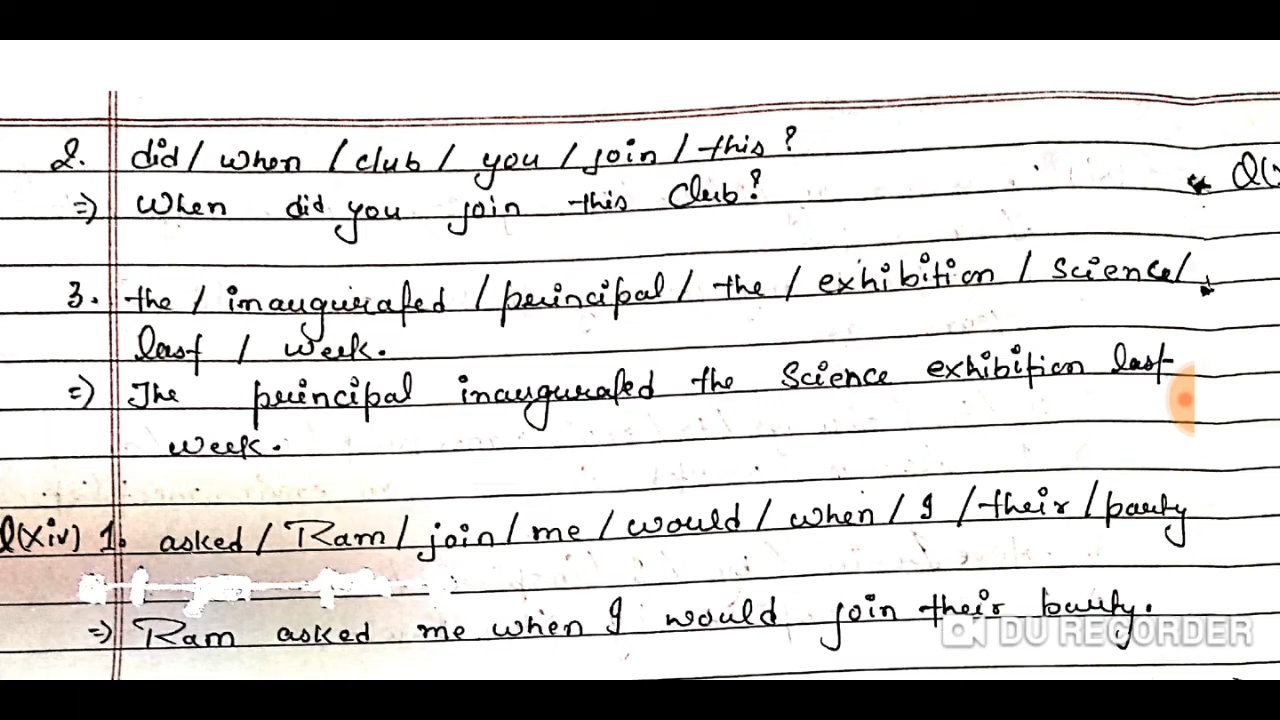 2. did / when / club / you / join / this ?
⇒ When did you join this Club ?
3. the / inaugurated / principal / the / exhibition / Science /
last / week.
⇒ The principal inaugurated the Science exhibition last
week.
Q(xiv) 1. asked / Ram / join / me / would / when / I / their / party
⇒ Ram asked me when I would join their party.
DU RECORDER